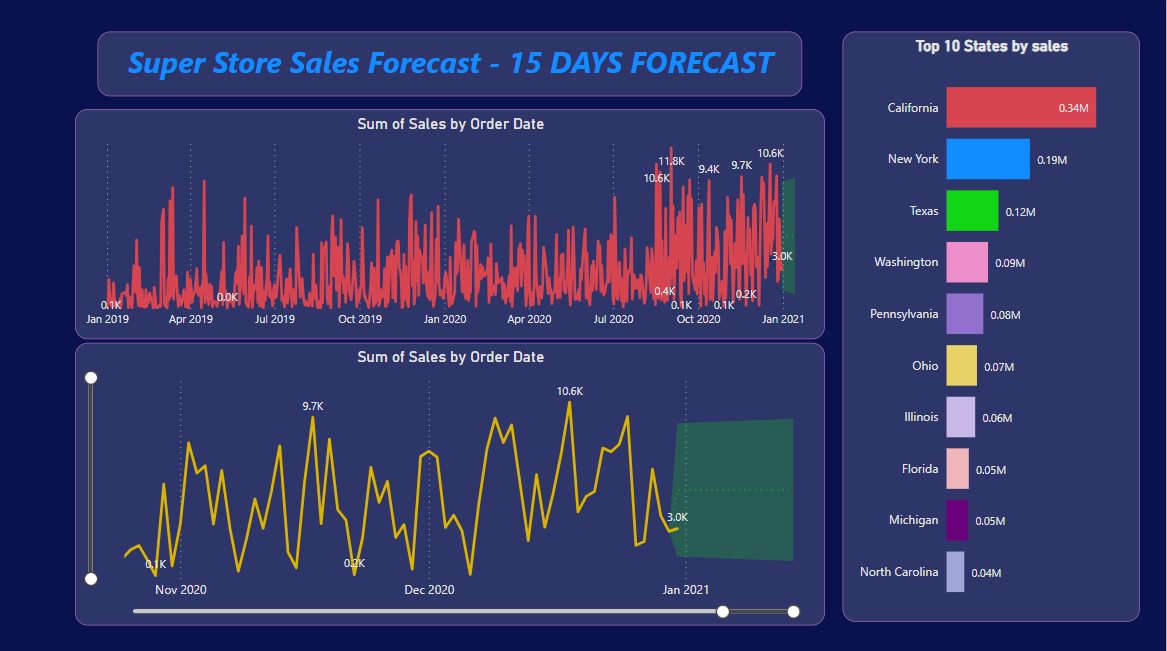 Super Store Sales Forecast - 15 DAYS FORECAST
Sum of Sales by Order Date
11.8K
10.6K
9.4K
9.7K
10.6K
3.0K
0.1K
0.0K
0.4K
0.1K
0.1K
0.2K
Jan 2019
Apr 2019
Jul 2019
Oct 2019
Jan 2020
Apr 2020
Jul 2020
Oct 2020
Jan 2021
Sum of Sales by Order Date
9.7K
10.6K
3.0K
0.1K
0.2K
Nov 2020
Dec 2020
Jan 2021
Top 10 States by sales
California 0.34M
New York 0.19M
Texas 0.12M
Washington 0.09M
Pennsylvania 0.08M
Ohio 0.07M
Illinois 0.06M
Florida 0.05M
Michigan 0.05M
North Carolina 0.04M